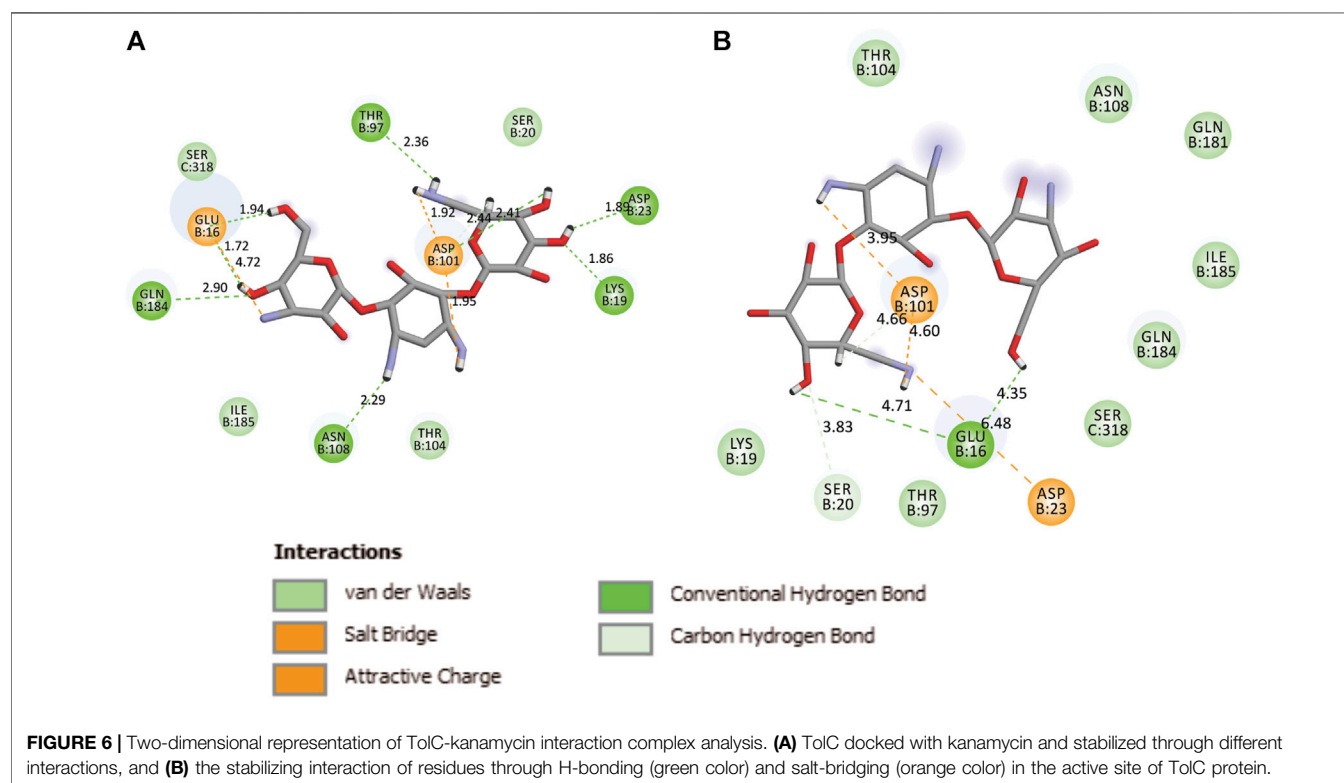 A
B
THR
B:97
SER
B:20
2.36
SER
C:318
GLU
B:16
1.94
1.72
4.72
1.92
2.44
2.41
ASP
B:101
1.89
ASP
B:23
1.86
LYS
B:19
GLN
B:184
2.90
1.95
2.29
ILE
B:185
ASN
B:108
THR
B:104
THR
B:104
ASN
B:108
GLN
B:181
3.95
ILE
B:185
ASP
B:101
4.66
4.60
GLN
B:184
4.35
4.71
3.83
6.48
GLU
B:16
SER
C:318
LYS
B:19
SER
B:20
THR
B:97
ASP
B:23
Interactions
van der Waals
Salt Bridge
Attractive Charge
Conventional Hydrogen Bond
Carbon Hydrogen Bond
FIGURE 6 | Two-dimensional representation of TolC-kanamycin interaction complex analysis. (A) TolC docked with kanamycin and stabilized through different
interactions, and (B) the stabilizing interaction of residues through H-bonding (green color) and salt-bridging (orange color) in the active site of TolC protein.